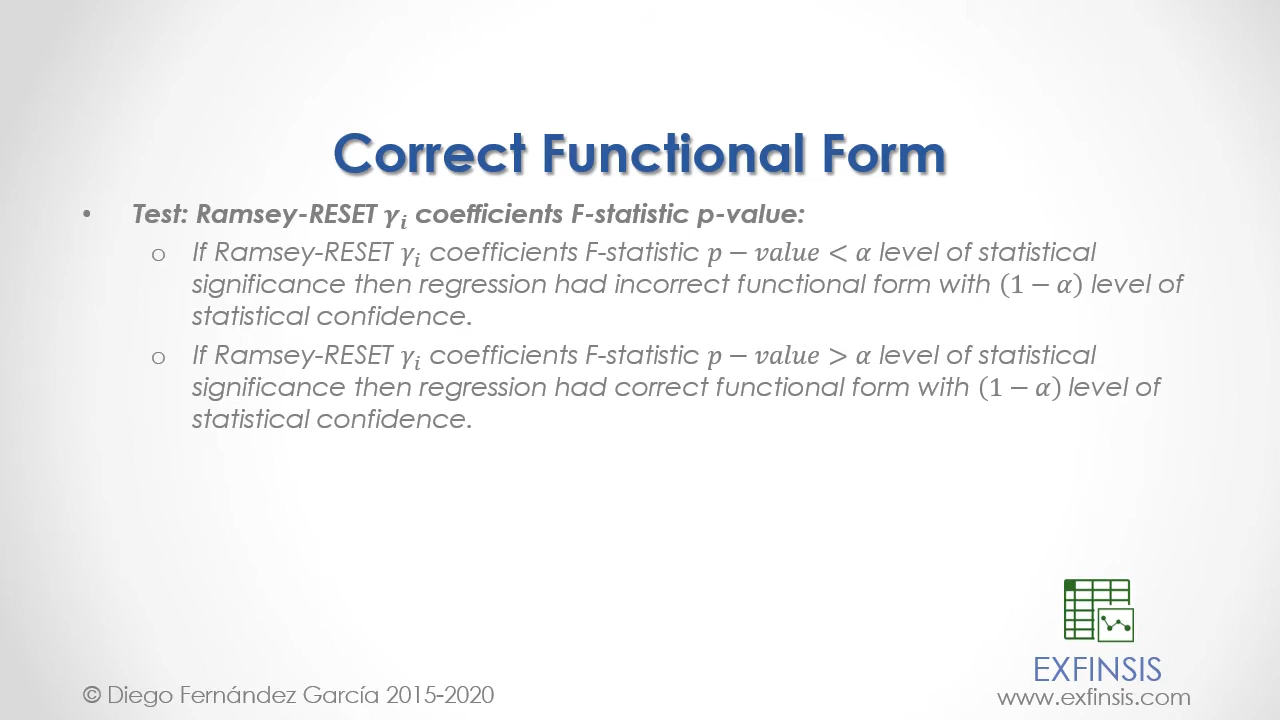 Correct Functional Form
• Test: Ramsey-RESET γᵢ coefficients F-statistic p-value:
o If Ramsey-RESET γᵢ coefficients F-statistic p − value < α level of statistical
significance then regression had incorrect functional form with (1 − α) level of
statistical confidence.
o If Ramsey-RESET γᵢ coefficients F-statistic p − value > α level of statistical
significance then regression had correct functional form with (1 − α) level of
statistical confidence.
EXFINSIS
© Diego Fernández García 2015-2020
www.exfinsis.com